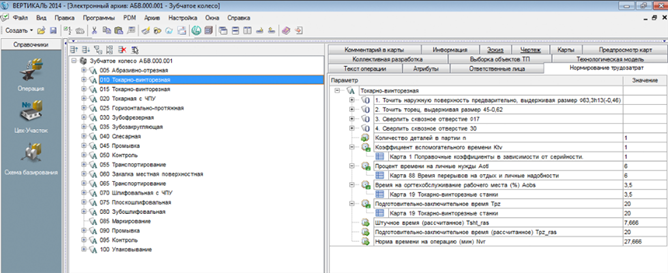 ВЕРТИКАЛЬ 2014 - [Электронный архив: АБВ.000.001 - Зубчатое колесо]
Файл Вид Программы PDM Архив Настройка Окна Справка
Создать
Справочники
Операция
Цех-Участок
Схема базирования
Зубчатое колесо АБВ.000.001
005 Абразивно-отрезная
010 Токарно-винторезная
015 Токарно-винторезная
020 Токарная с ЧПУ
025 Горизонтально-протяжная
030 Зубофрезерная
035 Зубозакругляющая
040 Слесарная
045 Промывка
050 Контроль
055 Транспортирование
060 Закалка местная поверхностная
065 Транспортирование
070 Шлифовальная с ЧПУ
075 Плоскошлифовальная
080 Зубошлифовальная
085 Маркирование
090 Промывка
095 Контроль
100 Упаковывание
Комментарий в карты Информация Эскиз Чертеж Карты Предпросмотр карт
Коллективная разработка Выборка объектов ТП Технологическая модель
Текст операции Атрибуты Ответственные лица Нормирование трудозатрат
Параметр Значение
Токарно-винторезная
1. Точить наружную поверхность предварительно, выдерживая размер
2. Точить торец, выдерживая размер 45-0,62
3. Сверлить сквозное отверстие
4. Сверлить сквозное отверстие 30
Количество деталей в партии n 1
Коэффициент вспомогательного времени Ktv 1
Карта 1 Поправочные коэффициенты в зависимости от серийности 1
Процент времени на личные нужды Aotl 6
Карта 88 Время перерывов на отдых и личные надобности 6
Время на оргтехобслуживание рабочего места (%) Aobs 3,5
Карта 19 Токарно-винторезные станки 3,5
Подготовительно-заключительное время Tpz 20
Карта 19 Токарно-винторезные станки 20
Штучное время (рассчитанное) Tsht_ras 7,666
Подготовительно-заключительное время (рассчитанное) Tpz_ras 20
Норма времени на операцию (мин) Nvr 27,666